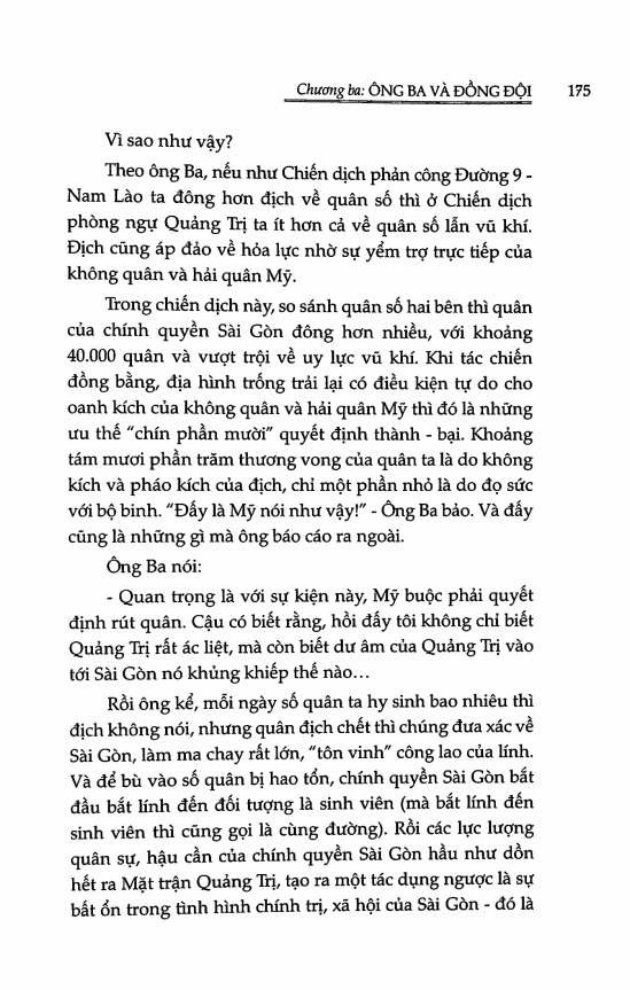 Chương ba: ÔNG BA VÀ ĐỒNG ĐỘI 175
Vì sao như vậy?
Theo ông Ba, nếu như Chiến dịch phản công Đường 9 -
Nam Lào ta đông hơn địch về quân số thì ở Chiến dịch
phòng ngự Quảng Trị ta ít hơn cả về quân số lẫn vũ khí.
Địch cũng áp đảo về hỏa lực nhờ sự yểm trợ trực tiếp của
không quân và hải quân Mỹ.
Trong chiến dịch này, so sánh quân số hai bên thì quân
của chính quyền Sài Gòn đông hơn nhiều, với khoảng
40.000 quân và vượt trội về uy lực vũ khí. Khi tác chiến
đồng bằng, địa hình trống trải lại có điều kiện tự do cho
oanh kích của không quân và hải quân Mỹ thì đó là những
ưu thế "chín phần mười" quyết định thành - bại. Khoảng
tám mươi phần trăm thương vong của quân ta là do không
kích và pháo kích của địch, chỉ một phần nhỏ là do đọ sức
với bộ binh. "Đấy là Mỹ nói như vậy!" - Ông Ba bảo. Và đấy
cũng là những gì mà ông báo cáo ra ngoài.
Ông Ba nói:
- Quan trọng là với sự kiện này, Mỹ buộc phải quyết
định rút quân. Cậu có biết rằng, hồi đấy tôi không chỉ biết
Quảng Trị rất ác liệt, mà còn biết dư âm của Quảng Trị vào
tới Sài Gòn nó khủng khiếp thế nào...
Rồi ông kể, mỗi ngày số quân ta hy sinh bao nhiêu thì
địch không nói, nhưng quân địch chết thì chúng đưa xác về
Sài Gòn, làm ma chay rất lớn, "tôn vinh" công lao của lính.
Và để bù vào số quân bị hao tổn, chính quyền Sài Gòn bắt
đầu bắt lính đến đối tượng là sinh viên (mà bắt lính đến
sinh viên thì cũng gọi là cùng đường). Rồi các lực lượng
quân sự, hậu cần của chính quyền Sài Gòn hầu như dồn
hết ra Mặt trận Quảng Trị, tạo ra một tác dụng ngược là sự
bất ổn trong tình hình chính trị, xã hội của Sài Gòn - đó là